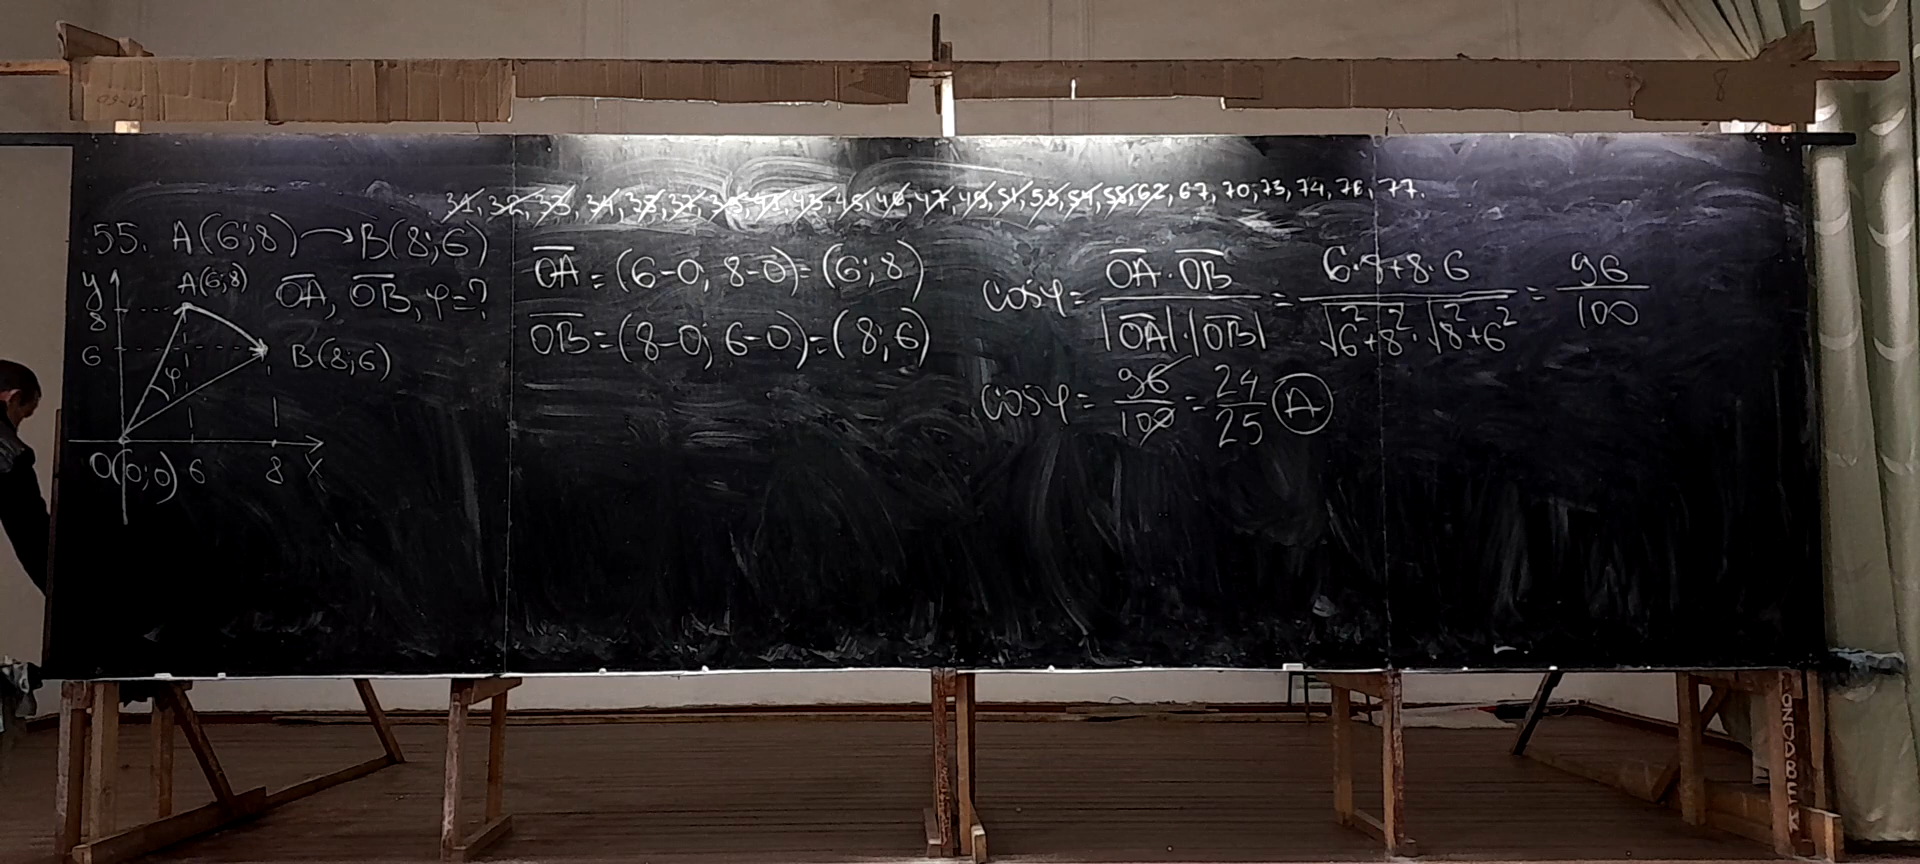 31, 32, 33, 34, 35, 37, 38, 41, 43, 45, 46, 47, 49, 51, 53, 54, 55, 62, 67, 70, 73, 74, 76, 77.
55. A(6;8) → B(8;6)
OA, OB, φ=?
y
A(6;8)
8
6
B(8;6)
φ
O(0;0) 6 8 x
OA = (6-0; 8-0) = (6; 8)
OB = (8-0; 6-0) = (8; 6)
cosφ = OA · OB / |OA|·|OB| = 6·8+8·6 / √6²+8² · √8²+6² = 96/100
cosφ = 96/100 = 24/25 A
8